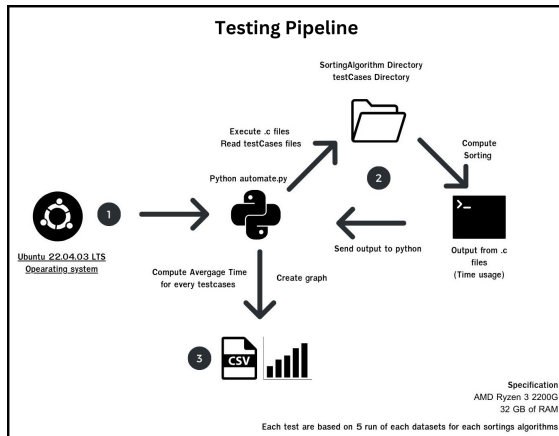 Testing Pipeline
SortingAlgorithm Directory
testCases Directory
Execute .c files
Read testCases files
Compute
Sorting
Python automate.py
2
1
>_
Ubuntu 22.04.03 LTS
Opearating system
Send output to python
Output from .c
files
(Time usage)
Compute Avergage Time
for every testcases
Create graph
3
CSV
Specification
AMD Ryzen 3 2200G
32 GB of RAM
Each test are based on 5 run of each datasets for each sortings algorithms